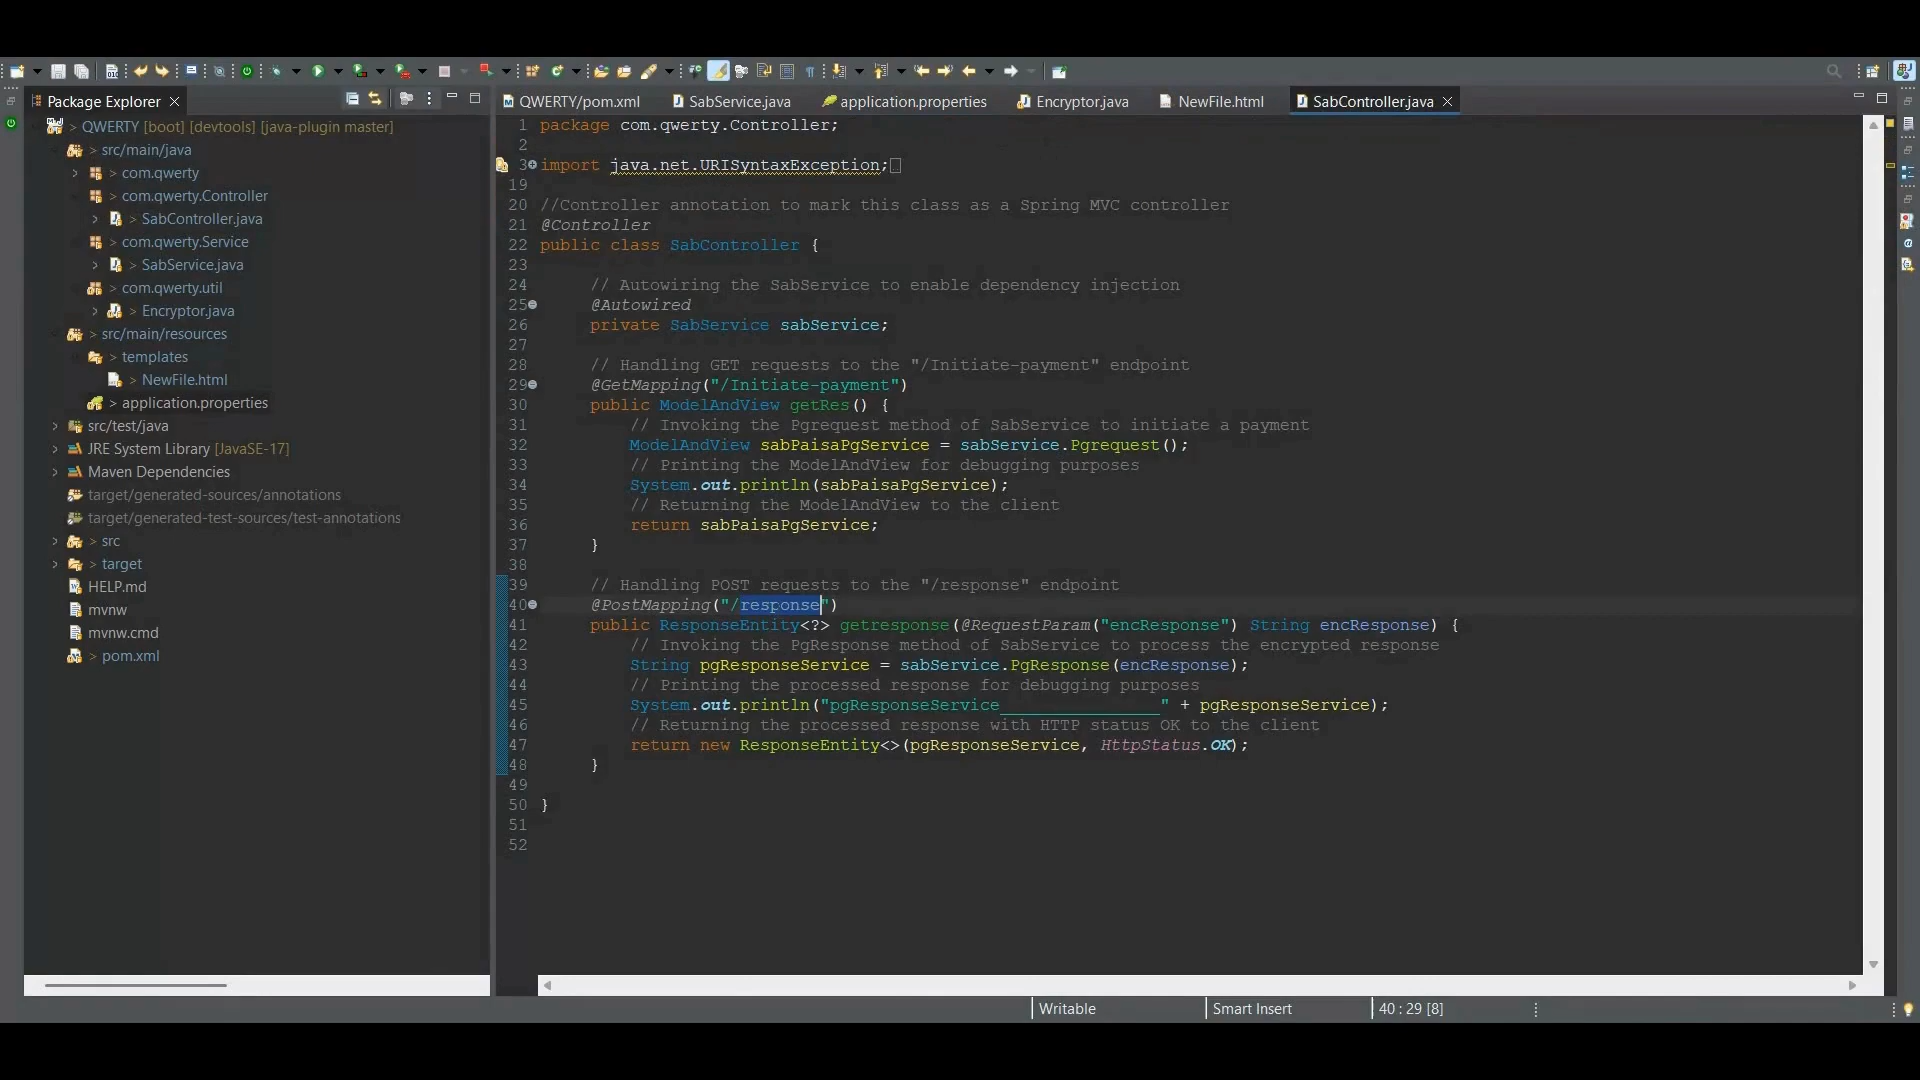 Package Explorer
> QWERTY [boot] [devtools] [java-plugin master]
> src/main/java
> com.qwerty
> com.qwerty.Controller
> SabController.java
> com.qwerty.Service
> SabService.java
> com.qwerty.util
> Encryptor.java
> src/main/resources
> templates
> NewFile.html
> application.properties
src/test/java
JRE System Library [JavaSE-17]
Maven Dependencies
target/generated-sources/annotations
target/generated-test-sources/test-annotations
> src
> target
HELP.md
mvnw
mvnw.cmd
> pom.xml
QWERTY/pom.xml SabService.java application.properties Encryptor.java NewFile.html SabController.java
1 package com.qwerty.Controller;
2
3 import java.net.URISyntaxException;
19
20 //Controller annotation to mark this class as a Spring MVC controller
21 @Controller
22 public class SabController {
23
24 // Autowiring the SabService to enable dependency injection
25 @Autowired
26 private SabService sabService;
27
28 // Handling GET requests to the "/Initiate-payment" endpoint
29 @GetMapping("/Initiate-payment")
30 public ModelAndView getRes() {
31 // Invoking the Pgrequest method of SabService to initiate a payment
32 ModelAndView sabPaisaPgService = sabService.Pgrequest();
33 // Printing the ModelAndView for debugging purposes
34 System.out.println(sabPaisaPgService);
35 // Returning the ModelAndView to the client
36 return sabPaisaPgService;
37 }
38
39 // Handling POST requests to the "/response" endpoint
40 @PostMapping("/response")
41 public ResponseEntity<?> getresponse(@RequestParam("encResponse") String encResponse) {
42 // Invoking the PgResponse method of SabService to process the encrypted response
43 String pgResponseService = sabService.PgResponse(encResponse);
44 // Printing the processed response for debugging purposes
45 System.out.println("pgResponseService________________" + pgResponseService);
46 // Returning the processed response with HTTP status OK to the client
47 return new ResponseEntity<>(pgResponseService, HttpStatus.OK);
48 }
49
50 }
51
52
Writable Smart Insert 40 : 29 [8]